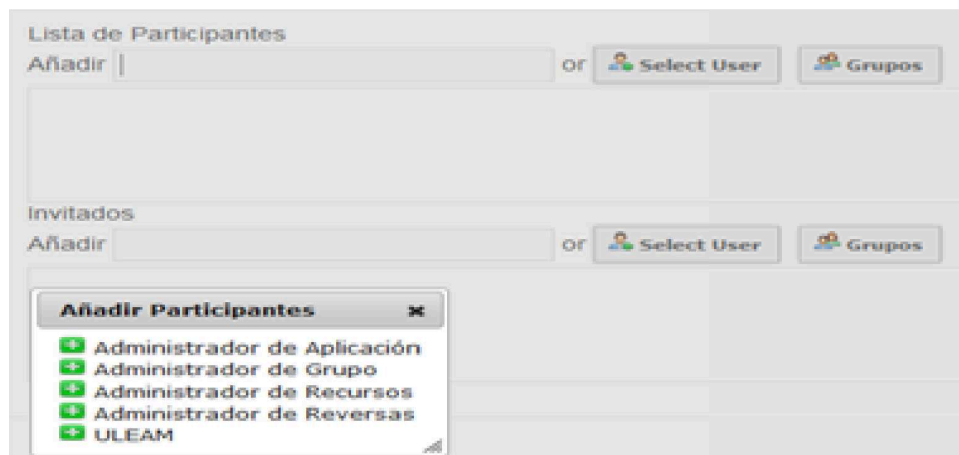 Lista de Participantes
Añadir or Select User Grupos
Invitados
Añadir or Select User Grupos
Añadir Participantes
Administrador de Aplicación
Administrador de Grupo
Administrador de Recursos
Administrador de Reversas
ULEAM